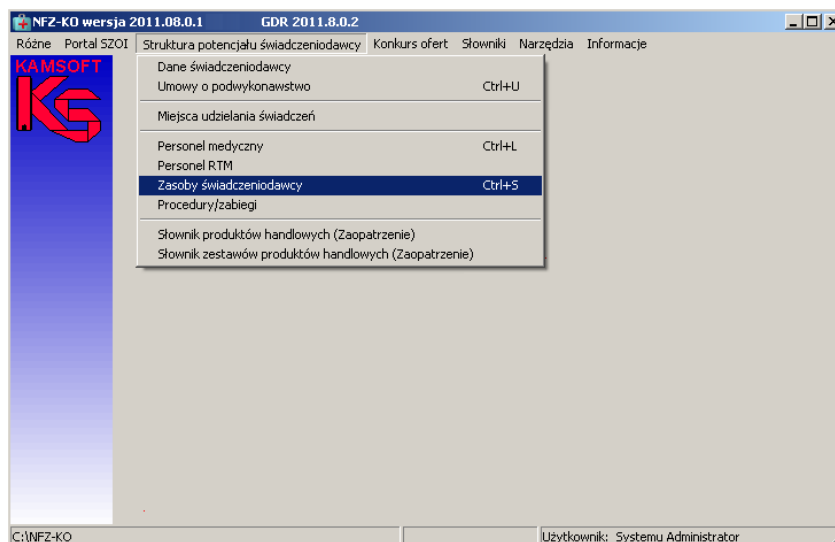 NFZ-KO wersja 2011.08.0.1 GDR 2011.8.0.2
Różne Portal SZOI Struktura potencjału świadczeniodawcy Konkurs ofert Słowniki Narzędzia Informacje
KAMSOFT
KS
Dane świadczeniodawcy
Umowy o podwykonawstwo Ctrl+U
Miejsca udzielania świadczeń
Personel medyczny Ctrl+L
Personel RTM
Zasoby świadczeniodawcy Ctrl+S
Procedury/zabiegi
Słownik produktów handlowych (Zaopatrzenie)
Słownik zestawów produktów handlowych (Zaopatrzenie)
C:\NFZ-KO Użytkownik: Systemu Administrator